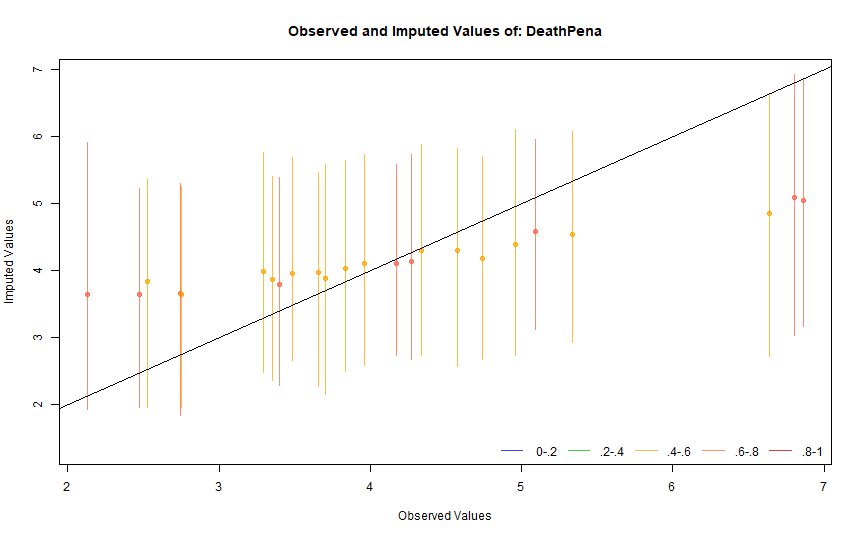 Observed and Imputed Values of: DeathPena
7
6
5
4
3
2
Imputed Values
0-.2 .2-.4 .4-.6 .6-.8 .8-1
2 3 4 5 6 7
Observed Values